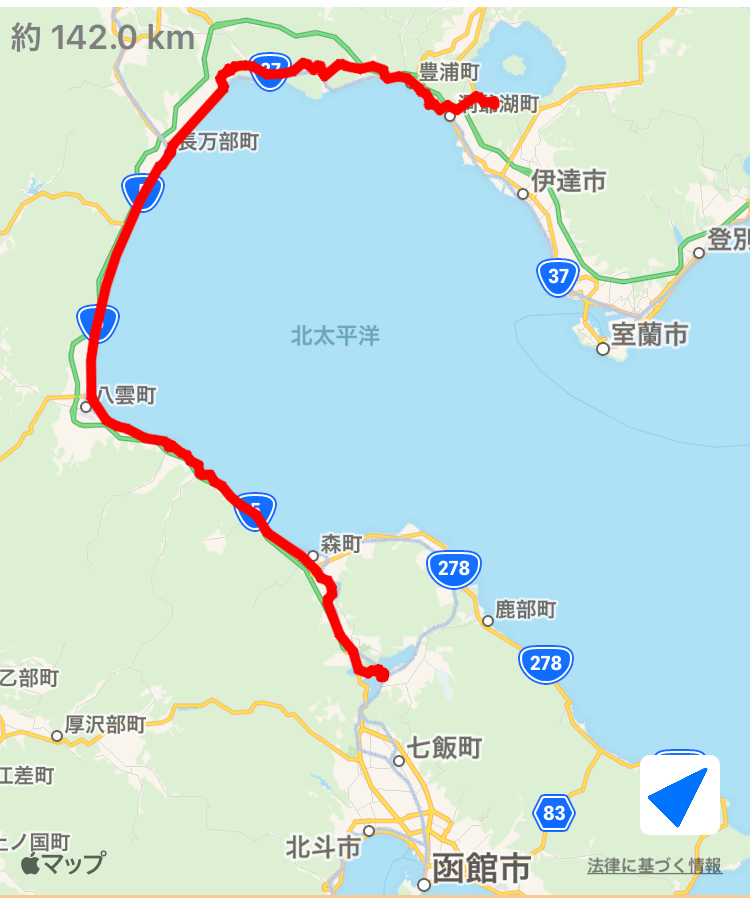 約 142.0 km
37
豊浦町
洞爺湖町
長万部町
伊達市
5
登別
37
北太平洋
室蘭市
八雲町
5
森町
278
鹿部町
278
乙部町
厚沢部町
七飯町
江差町
83
上ノ国町
北斗市
マップ
函館市
法律に基づく情報